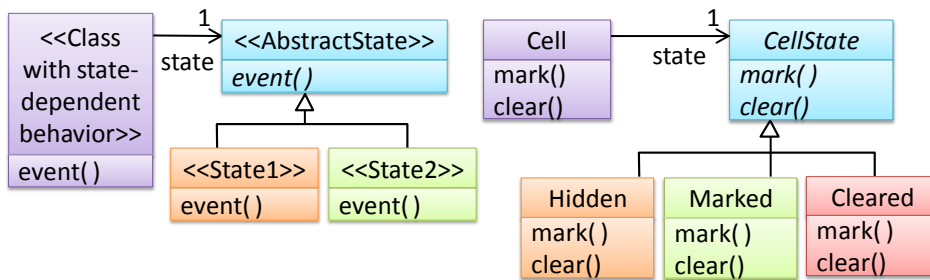 <<Class
with state-
dependent
behavior>>
event( )
1
state
<<AbstractState>>
event( )
<<State1>>
event( )
<<State2>>
event( )
Cell
mark()
clear()
1
state
CellState
mark( )
clear()
Hidden
mark( )
clear()
Marked
mark( )
clear()
Cleared
mark( )
clear()